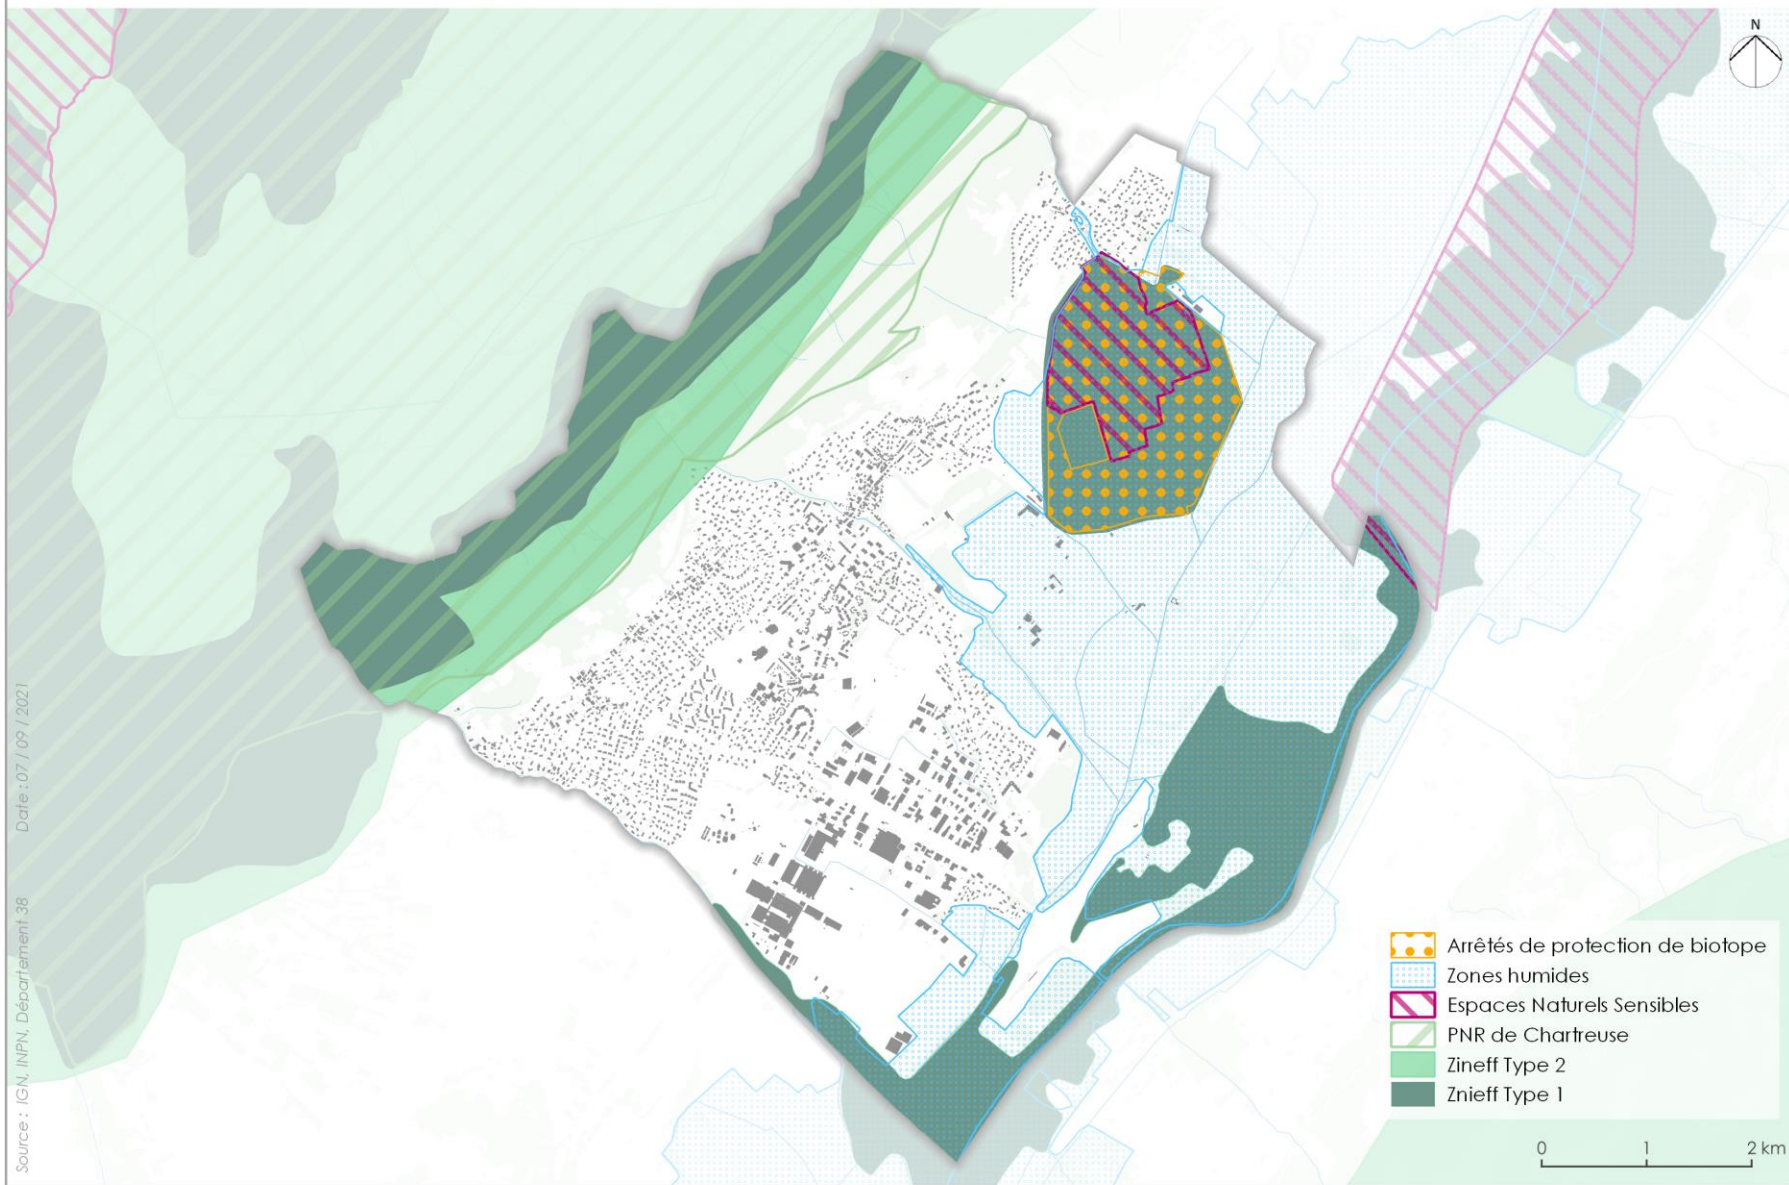 N
Arrêtés de protection de biotope
Zones humides
Espaces Naturels Sensibles
PNR de Chartreuse
Zineff Type 2
Znieff Type 1
0 1 2 km
Source : IGN, INPN, Département 38 Date : 07 / 09 / 2021